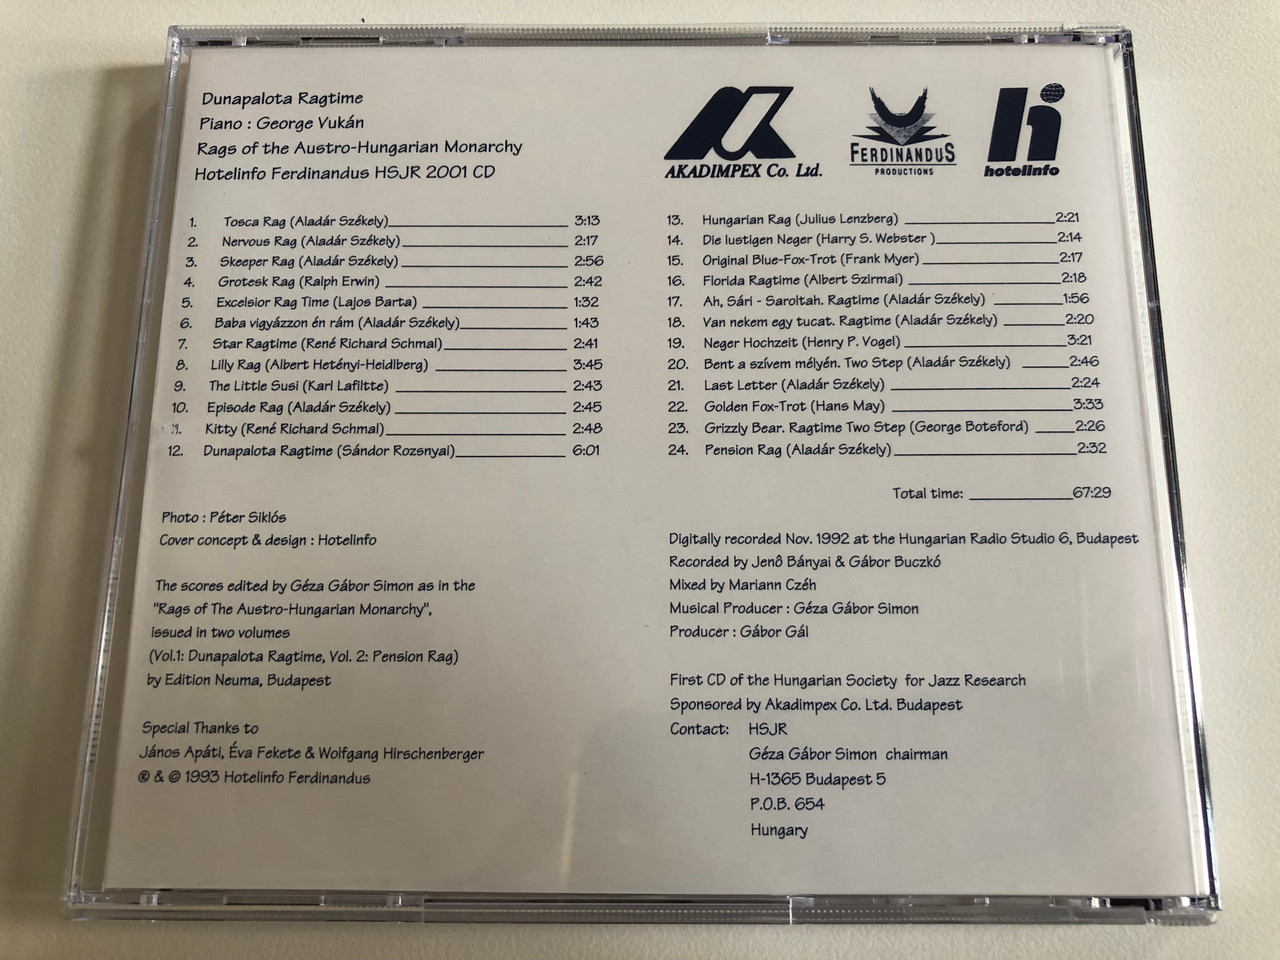 Dunapalota Ragtime
Piano : George Vukán
Rags of the Austro-Hungarian Monarchy
Hotelinfo Ferdinandus HSJR 2001 CD
AKADIMPEX Co. Ltd.
FERDINANDUS
PRODUCTIONS
hi
hotelinfo
1. Tosca Rag (Aladár Székely) 3:13
2. Nervous Rag (Aladár Székely) 2:17
3. Skeeper Rag (Aladár Székely) 2:56
4. Grotesk Rag (Ralph Erwin) 2:42
5. Excelsior Rag Time (Lajos Barta) 1:32
6. Baba vigyázzon én rám (Aladár Székely) 1:43
7. Star Ragtime (René Richard Schmal) 2:41
8. Lilly Rag (Albert Hetényi-Heidlberg) 3:45
9. The Little Susi (Karl Lafiltte) 2:43
10. Episode Rag (Aladár Székely) 2:45
11. Kitty (René Richard Schmal) 2:48
12. Dunapalota Ragtime (Sándor Rozsnyai) 6:01
13. Hungarian Rag (Julius Lenzberg) 2:21
14. Die lustigen Neger (Harry S. Webster ) 2:14
15. Original Blue-Fox-Trot (Frank Myer) 2:17
16. Florida Ragtime (Albert Szirmai) 2:18
17. Ah, Sári - Saroltah. Ragtime (Aladár Székely) 1:56
18. Van nekem egy tucat. Ragtime (Aladár Székely) 2:20
19. Neger Hochzeit (Henry P. Vogel) 3:21
20. Bent a szívem mélyén. Two Step (Aladár Székely) 2:46
21. Last Letter (Aladár Székely) 2:24
22. Golden Fox-Trot (Hans May) 3:33
23. Grizzly Bear. Ragtime Two Step (George Botsford) 2:26
24. Pension Rag (Aladár Székely) 2:32
Total time: 67:29
Photo : Péter Siklós
Cover concept & design : Hotelinfo
The scores edited by Géza Gábor Simon as in the
"Rags of The Austro-Hungarian Monarchy",
issued in two volumes
(Vol.1: Dunapalota Ragtime, Vol. 2: Pension Rag)
by Edition Neuma, Budapest
Special Thanks to
János Apáti, Éva Fekete & Wolfgang Hirschenberger
℗ & © 1993 Hotelinfo Ferdinandus
Digitally recorded Nov. 1992 at the Hungarian Radio Studio 6, Budapest
Recorded by Jenô Bányai & Gábor Buczkó
Mixed by Mariann Czéh
Musical Producer : Géza Gábor Simon
Producer : Gábor Gál
First CD of the Hungarian Society for Jazz Research
Sponsored by Akadimpex Co. Ltd. Budapest
Contact: HSJR
Géza Gábor Simon chairman
H-1365 Budapest 5
P.O.B. 654
Hungary